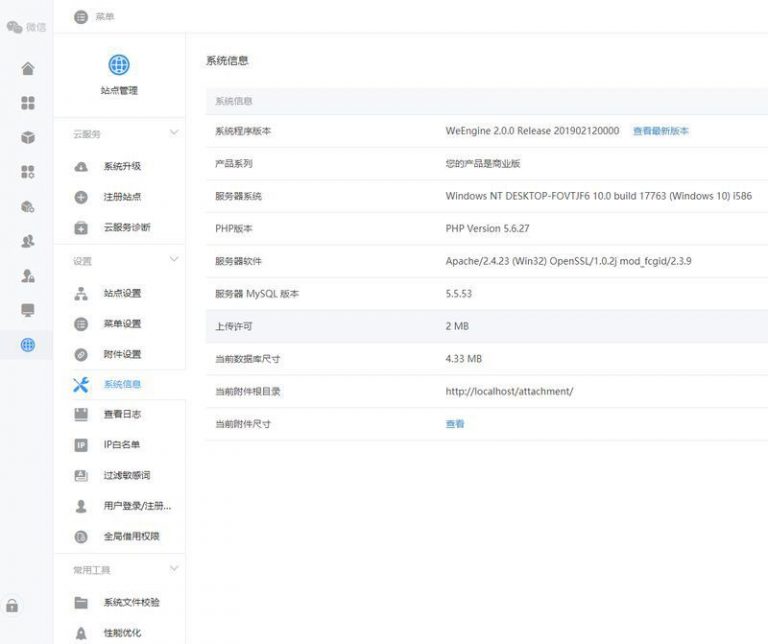 微信
菜单
站点管理
云服务
系统升级
注册站点
云服务诊断
设置
站点设置
菜单设置
附件设置
系统信息
查看日志
IP
IP白名单
过滤敏感词
用户登录/注册...
全局借用权限
常用工具
系统文件校验
性能优化
系统信息
系统信息
系统程序版本 WeEngine 2.0.0 Release 201902120000 查看最新版本
产品系列 您的产品是商业版
服务器系统 Windows NT DESKTOP-FOVTJF6 10.0 build 17763 (Windows 10) i586
PHP版本 PHP Version 5.6.27
服务器软件 Apache/2.4.23 (Win32) OpenSSL/1.0.2j mod_fcgid/2.3.9
服务器 MySQL 版本 5.5.53
上传许可 2 MB
当前数据库尺寸 4.33 MB
当前附件根目录 http://localhost/attachment/
当前附件尺寸 查看